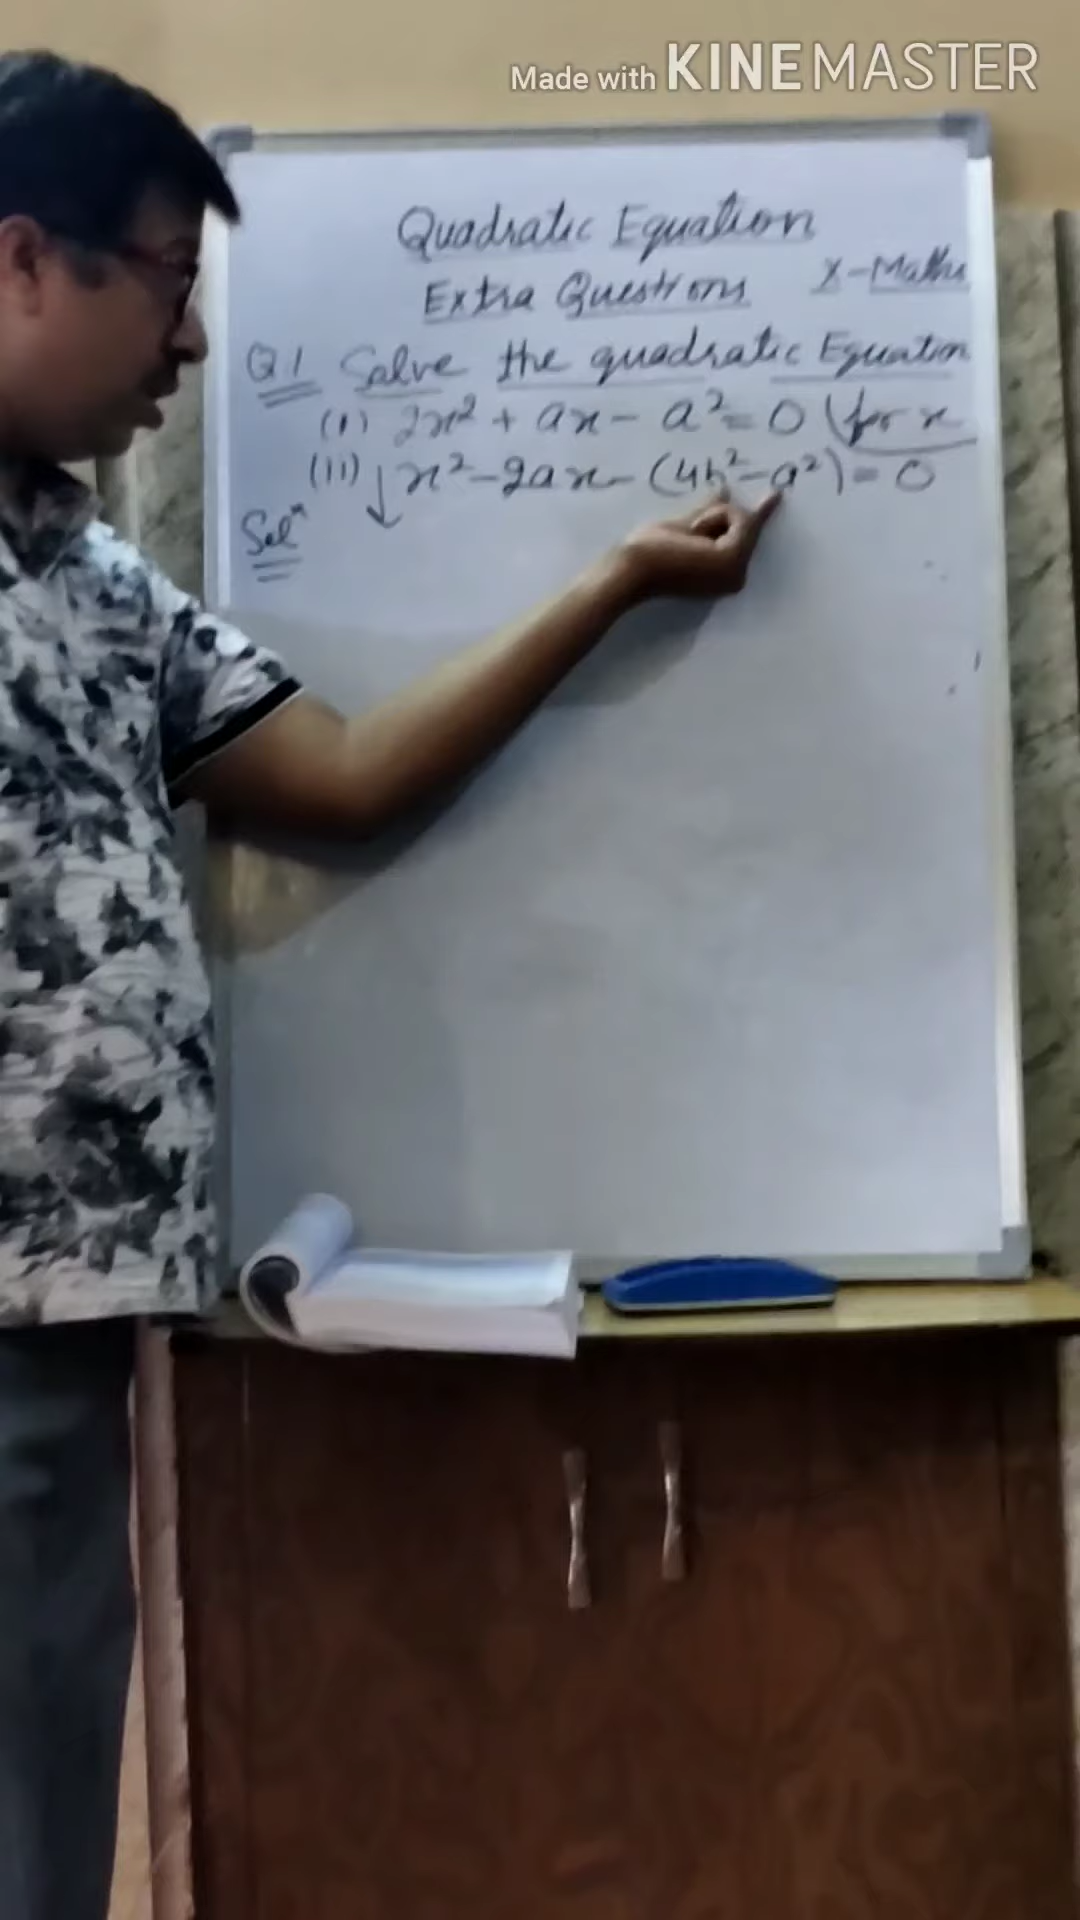 Made with KINEMASTER
Quadratic Equation
Extra Questions X-Maths
Q1 Solve the quadratic Equation
(i) 2x² + ax - a² = 0 for x
(ii) x² - 2ax - (4b² - a²) = 0
Solⁿ